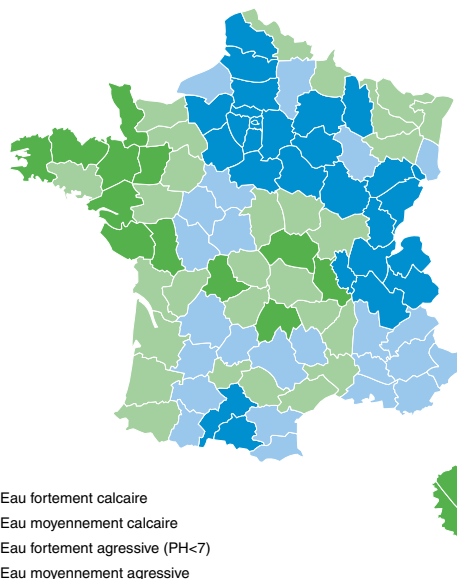 Eau fortement calcaire
Eau moyennement calcaire
Eau fortement agressive (PH<7)
Eau moyennement agressive